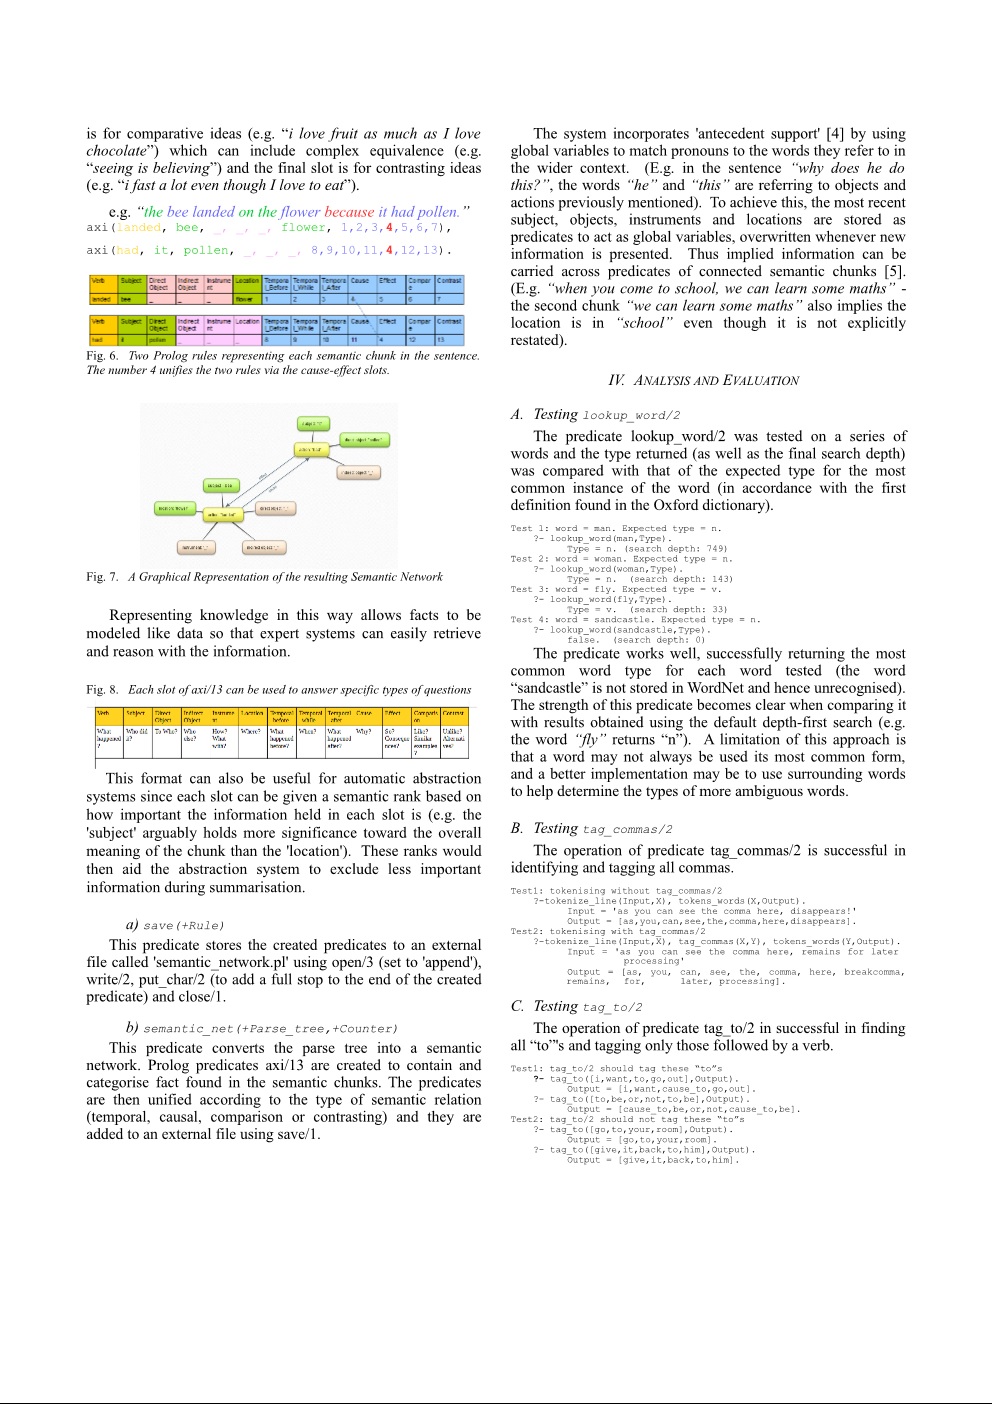 is for comparative ideas (e.g. “i love fruit as much as I love
chocolate”) which can include complex equivalence (e.g.
“seeing is believing”) and the final slot is for contrasting ideas
(e.g. “i fast a lot even though I love to eat”).
e.g. “the bee landed on the flower because it had pollen.”
axi(landed, bee, _, _, _, flower, 1,2,3,4,5,6,7),
axi(had, it, pollen, _, _, _, 8,9,10,11,4,12,13).
Verb Subject Direct Object Indirect Object Instrume nt Location Tempora l_Before Tempora l_While Tempora l_After Cause Effect Compar e Contrast
landed bee _ _ _ flower 1 2 3 4 5 6 7
Verb Subject Direct Object Indirect Object Instrume nt Location Tempora l_Before Tempora l_While Tempora l_After Cause Effect Compar e Contrast
had it pollen _ _ _ 8 9 10 11 4 12 13
Fig. 6. Two Prolog rules representing each semantic chunk in the sentence.
The number 4 unifies the two rules via the cause-effect slots.
Fig. 7. A Graphical Representation of the resulting Semantic Network
Representing knowledge in this way allows facts to be
modeled like data so that expert systems can easily retrieve
and reason with the information.
Fig. 8. Each slot of axi/13 can be used to answer specific types of questions
Verb Subject Direct Object Indirect Object Instrume nt Location Temporal before Temporal while Temporal after Cause Effect Comparis on Contrast
What happened ? Who did it? To Who? Who else? How? What with? Where? What happened before? When? What happened after? Why? So? Conseque nces? Like? Similar examples ? Unlike? Alternati ves?
This format can also be useful for automatic abstraction
systems since each slot can be given a semantic rank based on
how important the information held in each slot is (e.g. the
'subject' arguably holds more significance toward the overall
meaning of the chunk than the 'location'). These ranks would
then aid the abstraction system to exclude less important
information during summarisation.
a) save(+Rule)
This predicate stores the created predicates to an external
file called 'semantic_network.pl' using open/3 (set to 'append'),
write/2, put_char/2 (to add a full stop to the end of the created
predicate) and close/1.
b) semantic_net(+Parse_tree,+Counter)
This predicate converts the parse tree into a semantic
network. Prolog predicates axi/13 are created to contain and
categorise fact found in the semantic chunks. The predicates
are then unified according to the type of semantic relation
(temporal, causal, comparison or contrasting) and they are
added to an external file using save/1.
The system incorporates 'antecedent support' [4] by using
global variables to match pronouns to the words they refer to in
the wider context. (E.g. in the sentence “why does he do
this?”, the words “he” and “this” are referring to objects and
actions previously mentioned). To achieve this, the most recent
subject, objects, instruments and locations are stored as
predicates to act as global variables, overwritten whenever new
information is presented. Thus implied information can be
carried across predicates of connected semantic chunks [5].
(E.g. “when you come to school, we can learn some maths” -
the second chunk “we can learn some maths” also implies the
location is in “school” even though it is not explicitly
restated).
IV. ANALYSIS AND EVALUATION
A. Testing lookup_word/2
The predicate lookup_word/2 was tested on a series of
words and the type returned (as well as the final search depth)
was compared with that of the expected type for the most
common instance of the word (in accordance with the first
definition found in the Oxford dictionary).
Test 1: word = man. Expected type = n.
?- lookup_word(man,Type).
Type = n. (search depth: 749)
Test 2: word = woman. Expected type = n.
?- lookup_word(woman,Type).
Type = n. (search depth: 143)
Test 3: word = fly. Expected type = v.
?- lookup_word(fly,Type).
Type = v. (search depth: 33)
Test 4: word = sandcastle. Expected type = n.
?- lookup_word(sandcastle,Type).
false. (search depth: 0)
The predicate works well, successfully returning the most
common word type for each word tested (the word
“sandcastle” is not stored in WordNet and hence unrecognised).
The strength of this predicate becomes clear when comparing it
with results obtained using the default depth-first search (e.g.
the word “fly” returns “n”). A limitation of this approach is
that a word may not always be used its most common form,
and a better implementation may be to use surrounding words
to help determine the types of more ambiguous words.
B. Testing tag_commas/2
The operation of predicate tag_commas/2 is successful in
identifying and tagging all commas.
Test1: tokenising without tag_commas/2
?-tokenize_line(Input,X), tokens_words(X,Output).
Input = 'as you can see the comma here, disappears!'
Output = [as,you,can,see,the,comma,here,disappears].
Test2: tokenising with tag_commas/2
?-tokenize_line(Input,X), tag_commas(X,Y), tokens_words(Y,Output).
Input = 'as you can see the comma here, remains for later
processing'
Output = [as, you, can, see, the, comma, here, breakcomma,
remains, for, later, processing].
C. Testing tag_to/2
The operation of predicate tag_to/2 in successful in finding
all “to”'s and tagging only those followed by a verb.
Test1: tag_to/2 should tag these “to”s
?- tag_to([i,want,to,go,out],Output).
Output = [i,want,cause_to,go,out].
?- tag_to([to,be,or,not,to,be],Output).
Output = [cause_to,be,or,not,cause_to,be].
Test2: tag_to/2 should not tag these “to”s
?- tag_to([go,to,your,room],Output).
Output = [go,to,your,room].
?- tag_to([give,it,back,to,him],Output).
Output = [give,it,back,to,him].